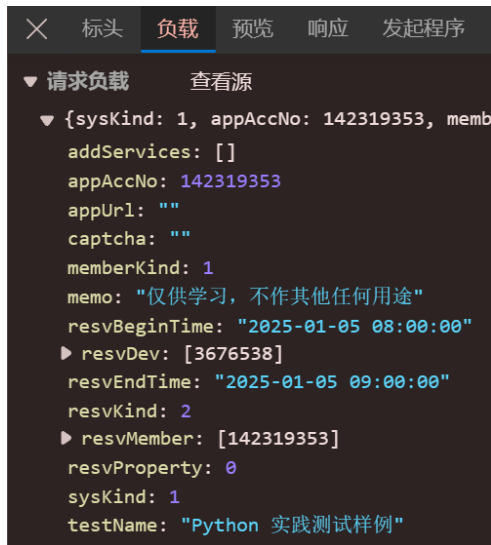 标头 负载 预览 响应 发起程序
请求负载 查看源
{sysKind: 1, appAccNo: 142319353, memb
addServices: []
appAccNo: 142319353
appUrl: ""
captcha: ""
memberKind: 1
memo: "仅供学习，不作其他任何用途"
resvBeginTime: "2025-01-05 08:00:00"
resvDev: [3676538]
resvEndTime: "2025-01-05 09:00:00"
resvKind: 2
resvMember: [142319353]
resvProperty: 0
sysKind: 1
testName: "Python 实践测试样例"